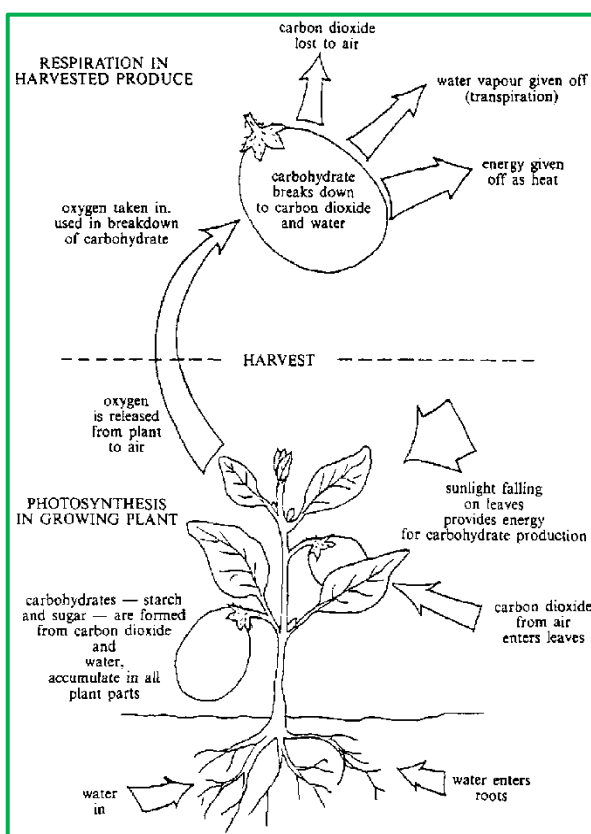 RESPIRATION IN
HARVESTED PRODUCE
carbon dioxide
lost to air
water vapour given off
(transpiration)
energy given
off as heat
carbohydrate
breaks down
to carbon dioxide
and water
oxygen taken in.
used in breakdown
of carbohydrate
HARVEST
oxygen
is released
from plant
to air
sunlight falling
on leaves
provides energy
for carbohydrate production
PHOTOSYNTHESIS
IN GROWING PLANT
carbohydrates — starch
and sugar — are formed
from carbon dioxide
and
water,
accumulate in all
plant parts
carbon dioxide
from air
enters leaves
water
in
water enters
roots